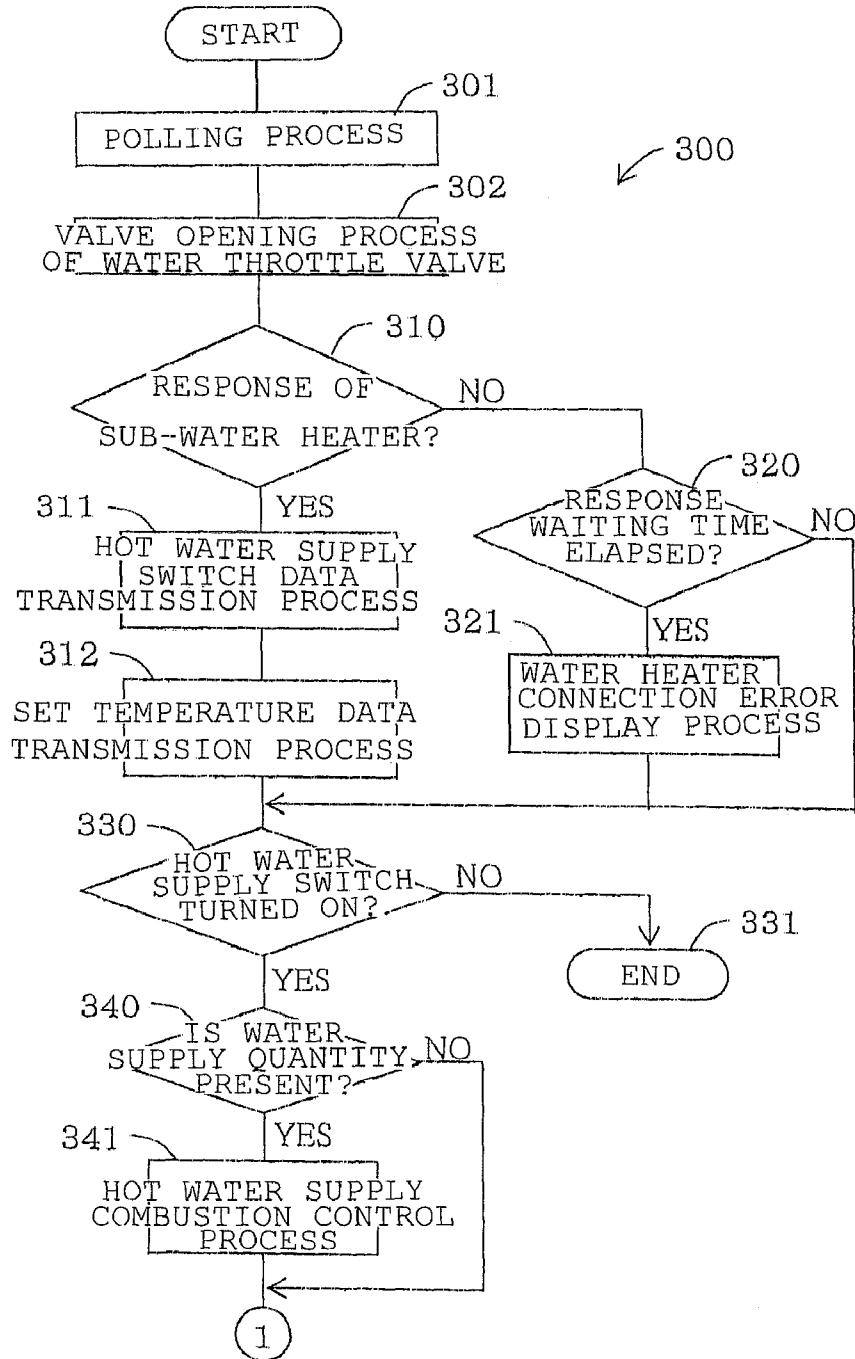 START
301
POLLING PROCESS
300
302
VALVE OPENING PROCESS
OF WATER THROTTLE VALVE
310
RESPONSE OF
SUB-WATER HEATER?
NO
YES
320
RESPONSE
WAITING TIME
ELAPSED?
NO
YES
311
HOT WATER SUPPLY
SWITCH DATA
TRANSMISSION PROCESS
321
WATER HEATER
CONNECTION ERROR
DISPLAY PROCESS
312
SET TEMPERATURE DATA
TRANSMISSION PROCESS
330
HOT WATER
SUPPLY SWITCH
TURNED ON?
NO
331
END
YES
340
IS WATER
SUPPLY QUANTITY
PRESENT?
NO
YES
341
HOT WATER SUPPLY
COMBUSTION CONTROL
PROCESS
1